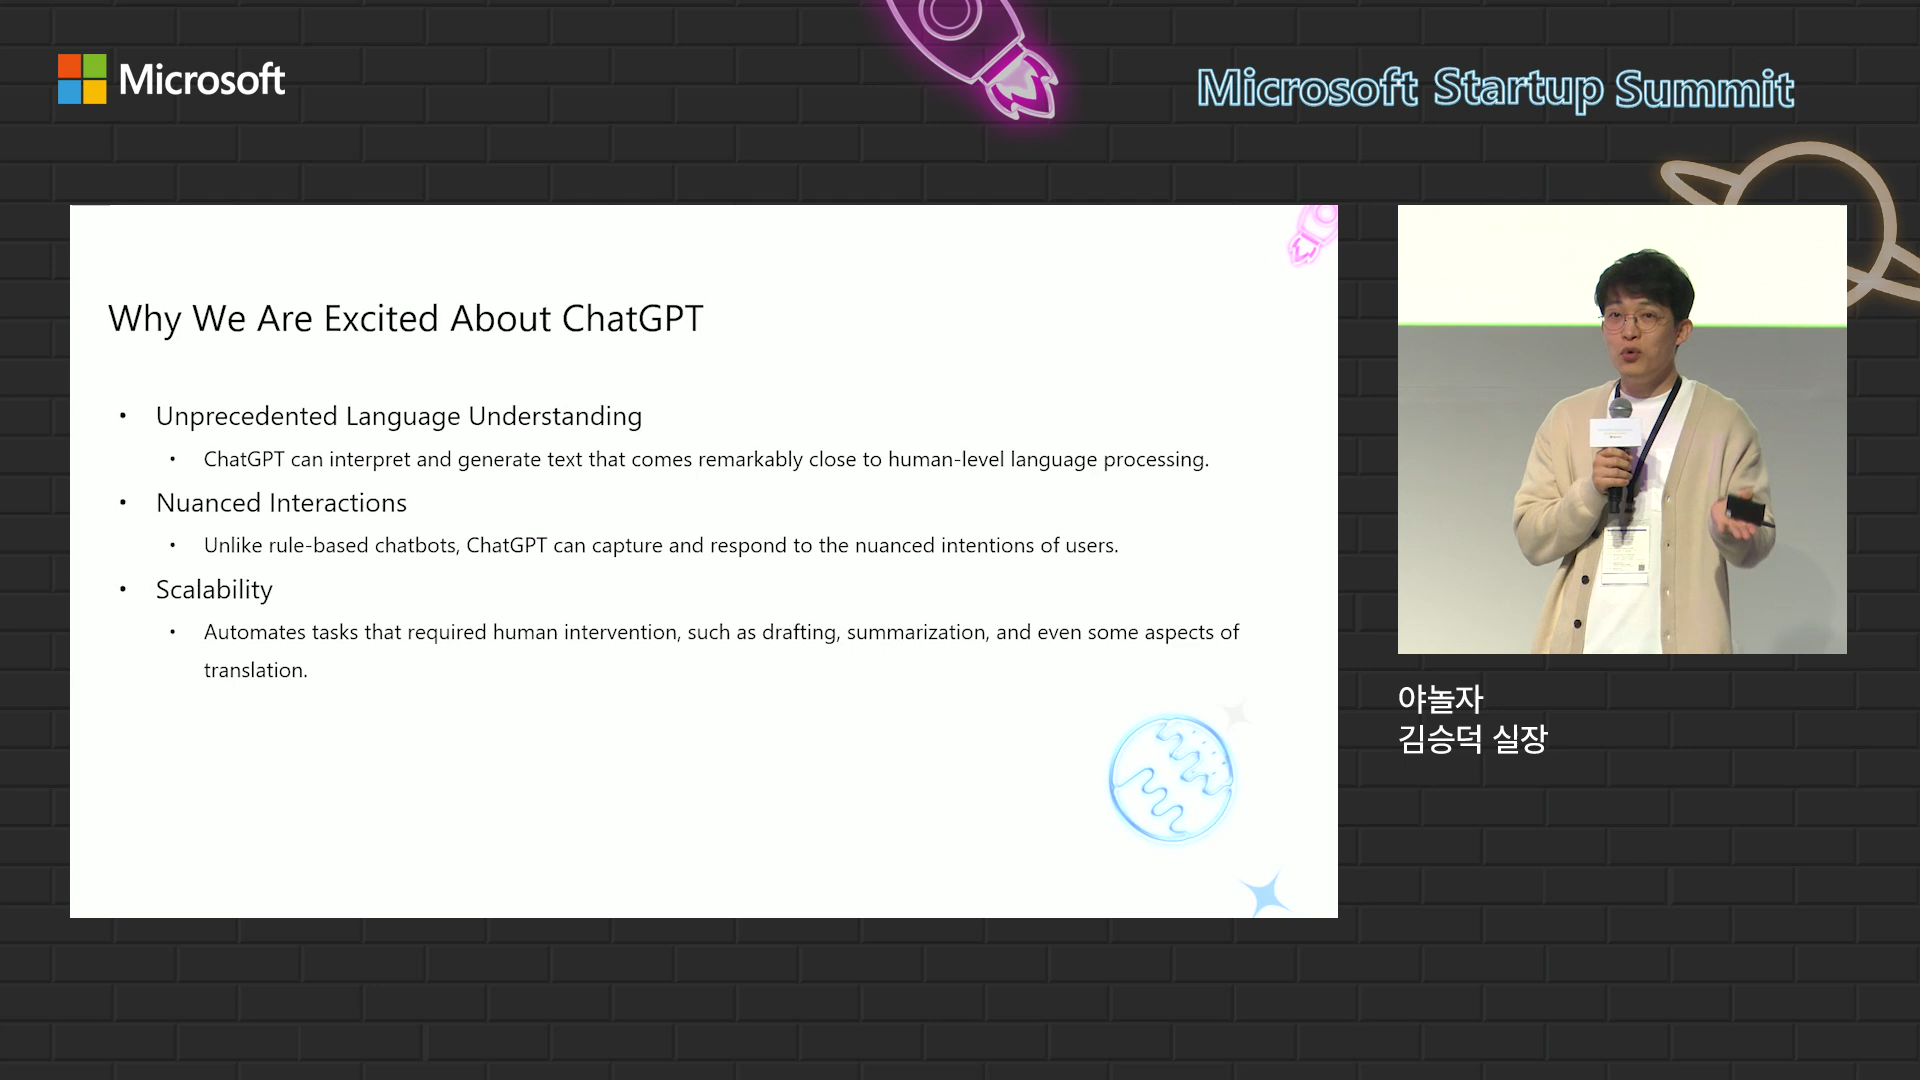 Microsoft
Microsoft Startup Summit
Why We Are Excited About ChatGPT
• Unprecedented Language Understanding
• ChatGPT can interpret and generate text that comes remarkably close to human-level language processing.
• Nuanced Interactions
• Unlike rule-based chatbots, ChatGPT can capture and respond to the nuanced intentions of users.
• Scalability
• Automates tasks that required human intervention, such as drafting, summarization, and even some aspects of
translation.
야놀자
김승덕 실장